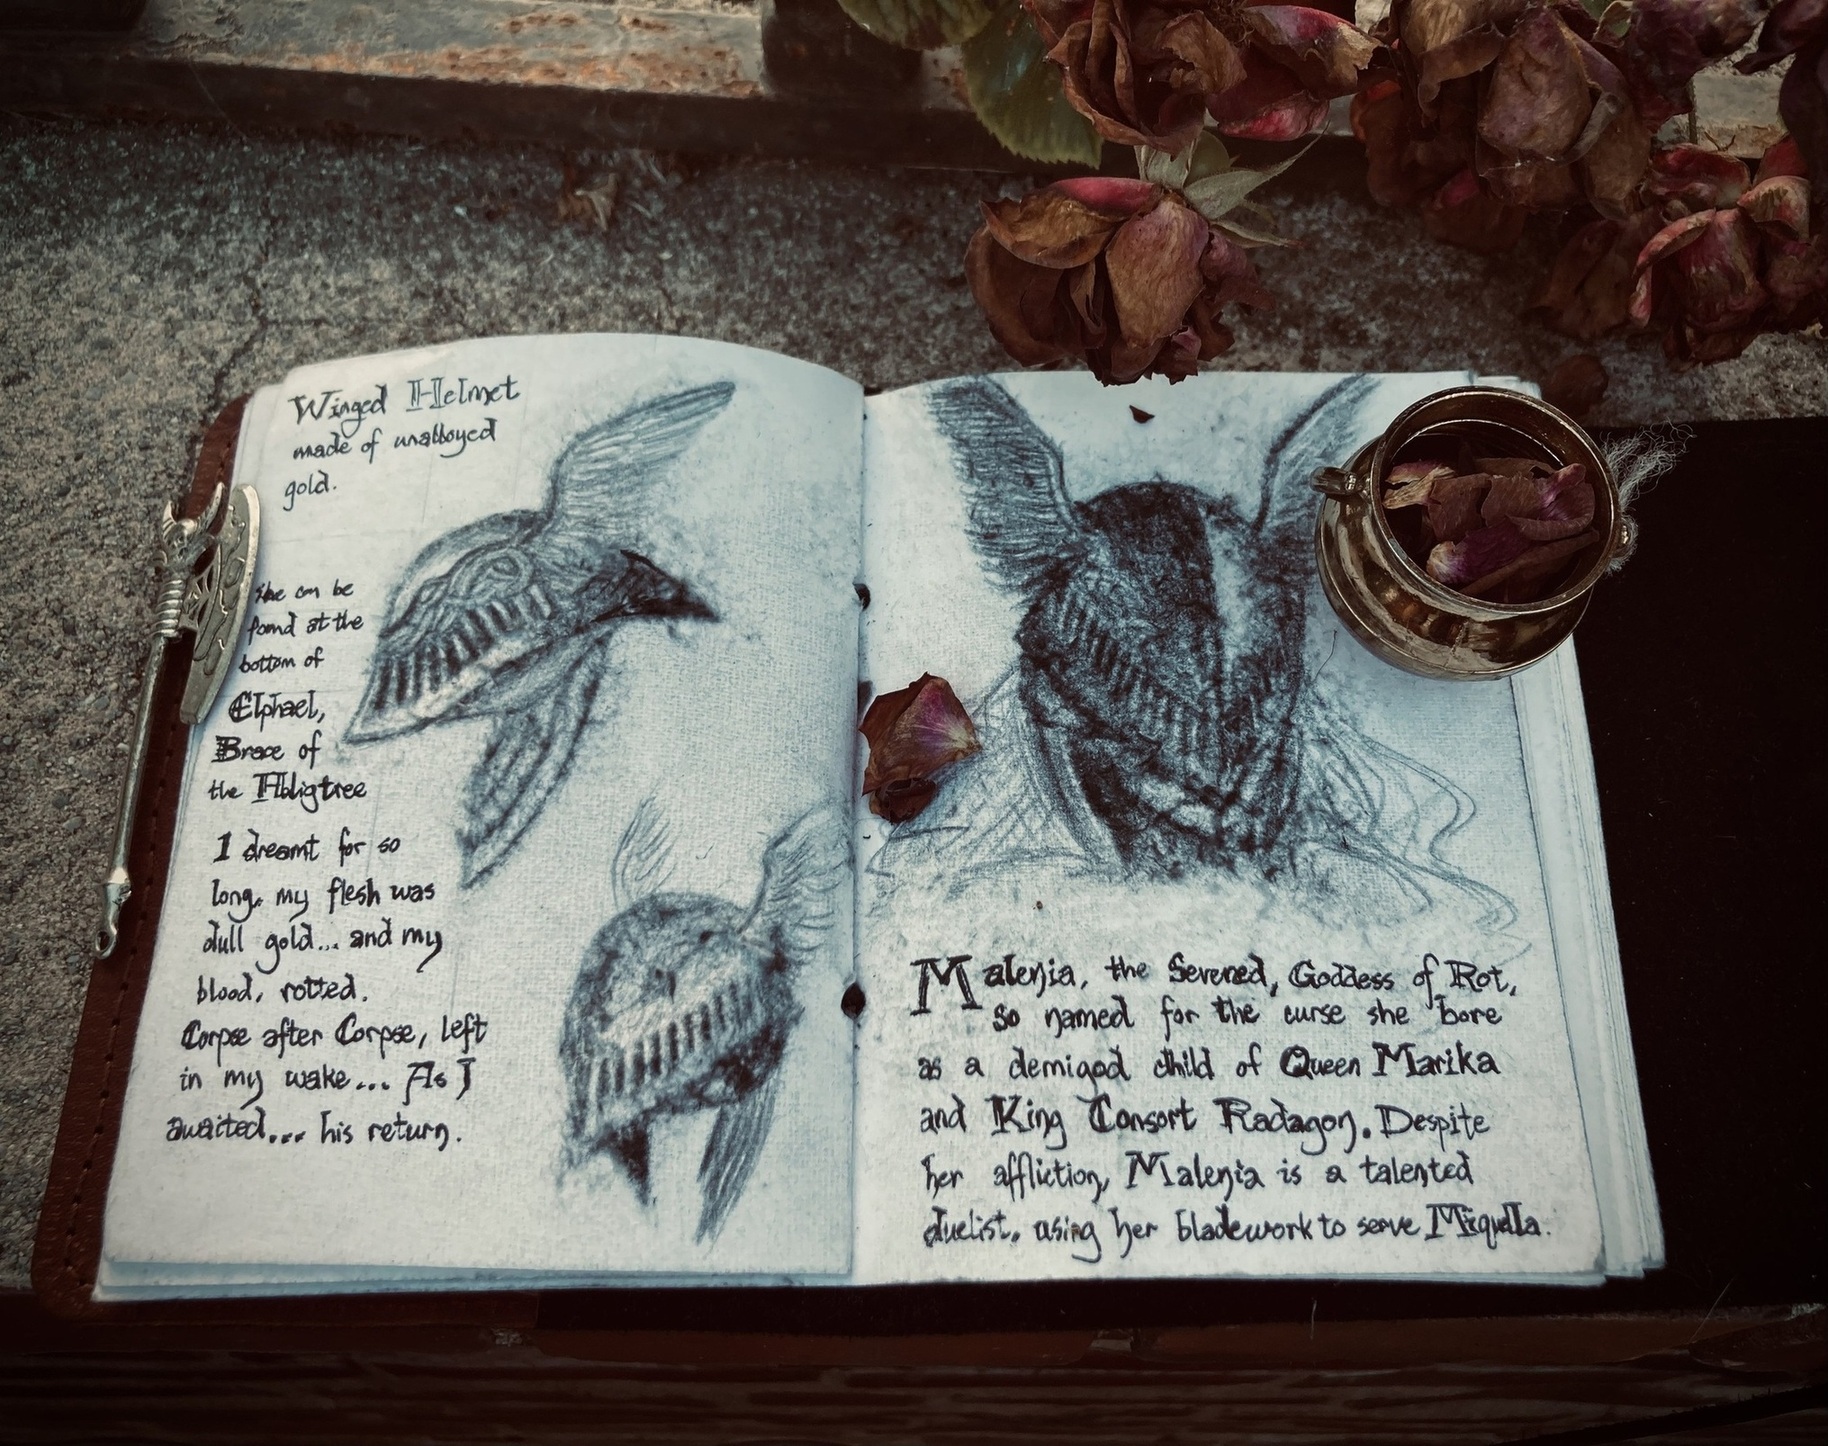 Winged Helmet
made of unalloyed
gold.
She can be
found at the
bottom of
Elphael,
Brace of
the Haligtree
I dreamt for so
long. my flesh was
dull gold... and my
blood, rotted.
Corpse after Corpse, left
in my wake... As I
awaited... his return.
Malenia, the Severed, Goddess of Rot,
so named for the curse she bore
as a demigod child of Queen Marika
and King Consort Radagon. Despite
her affliction, Malenia is a talented
duelist. using her bladework to serve Miquella.